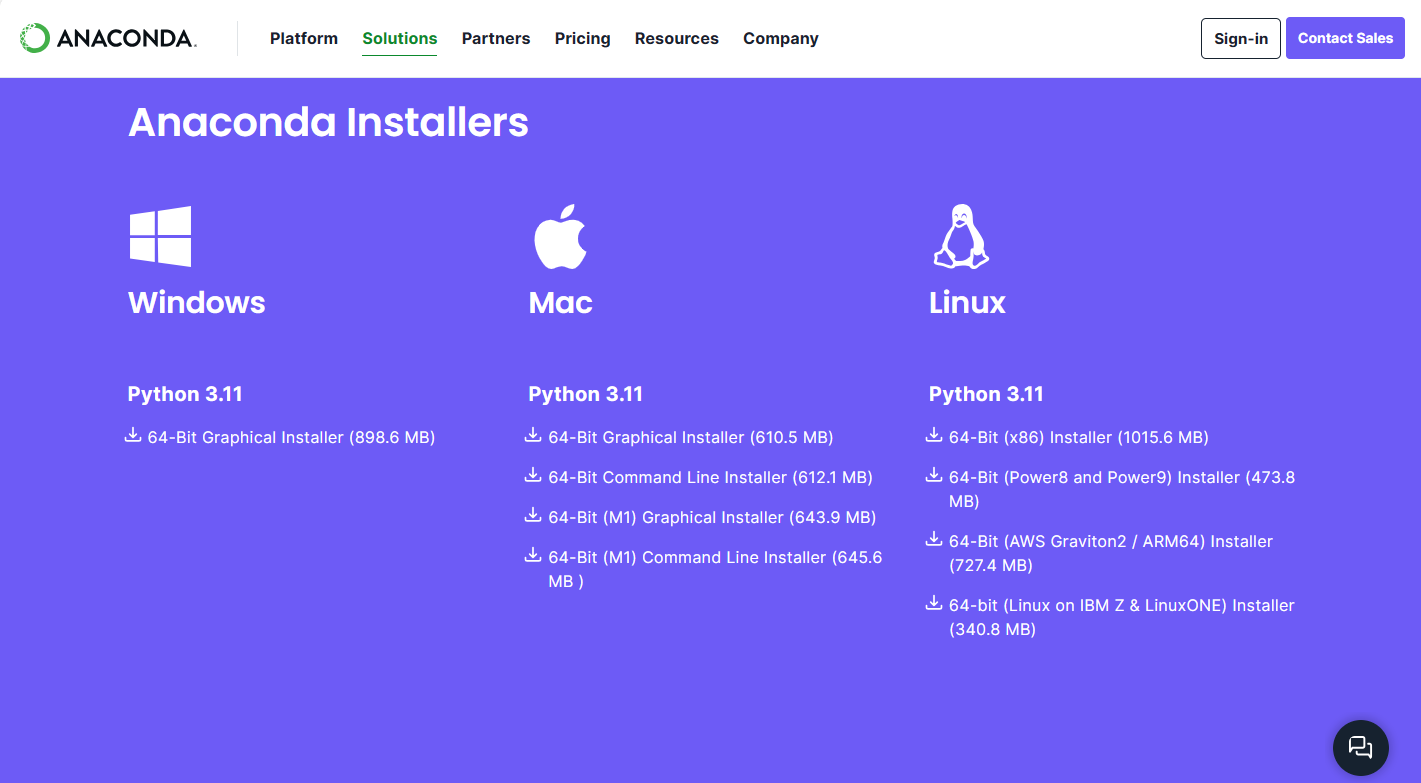 ANACONDA.
Platform
Solutions
Partners
Pricing
Resources
Company
Sign-in
Contact Sales
Anaconda Installers
Windows
Python 3.11
64-Bit Graphical Installer (898.6 MB)
Mac
Python 3.11
64-Bit Graphical Installer (610.5 MB)
64-Bit Command Line Installer (612.1 MB)
64-Bit (M1) Graphical Installer (643.9 MB)
64-Bit (M1) Command Line Installer (645.6
MB )
Linux
Python 3.11
64-Bit (x86) Installer (1015.6 MB)
64-Bit (Power8 and Power9) Installer (473.8
MB)
64-Bit (AWS Graviton2 / ARM64) Installer
(727.4 MB)
64-bit (Linux on IBM Z & LinuxONE) Installer
(340.8 MB)